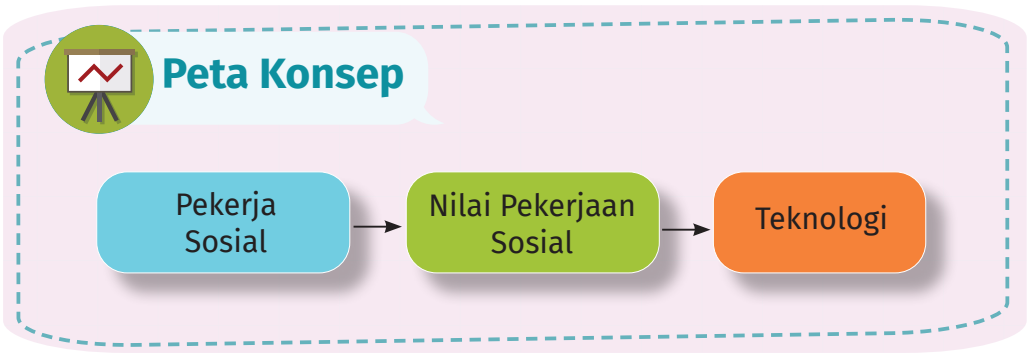 Peta Konsep
Pekerja
Sosial
Nilai Pekerjaan
Sosial
Teknologi